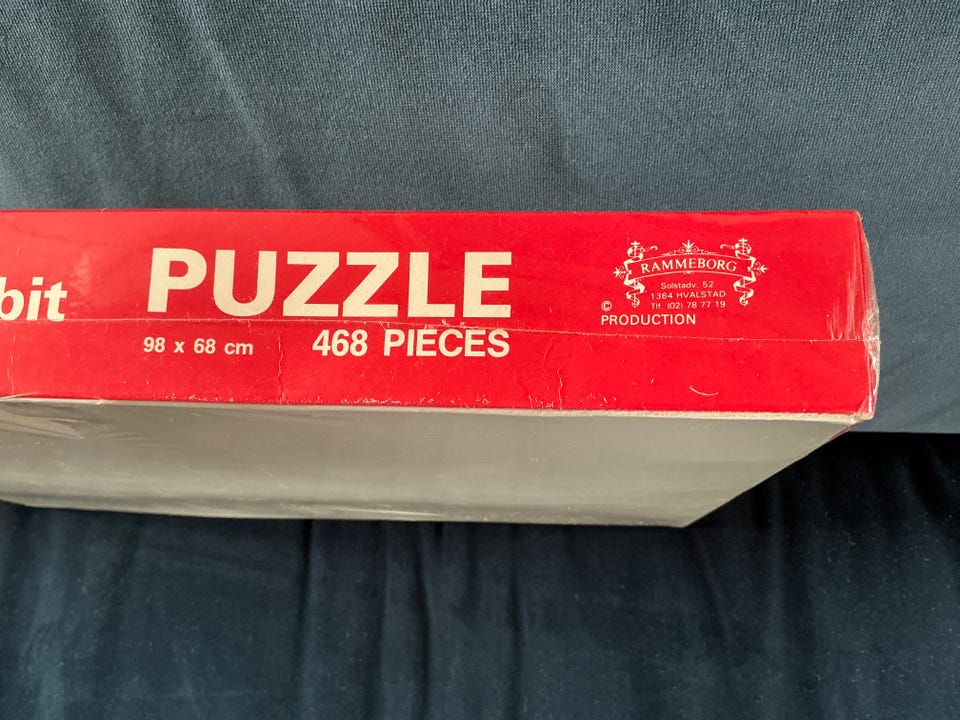 bit PUZZLE
98 x 68 cm 468 PIECES
RAMMEBORG
Solstadv. 52
1364 HVALSTAD
Tlf. (02) 78 77 19
© PRODUCTION